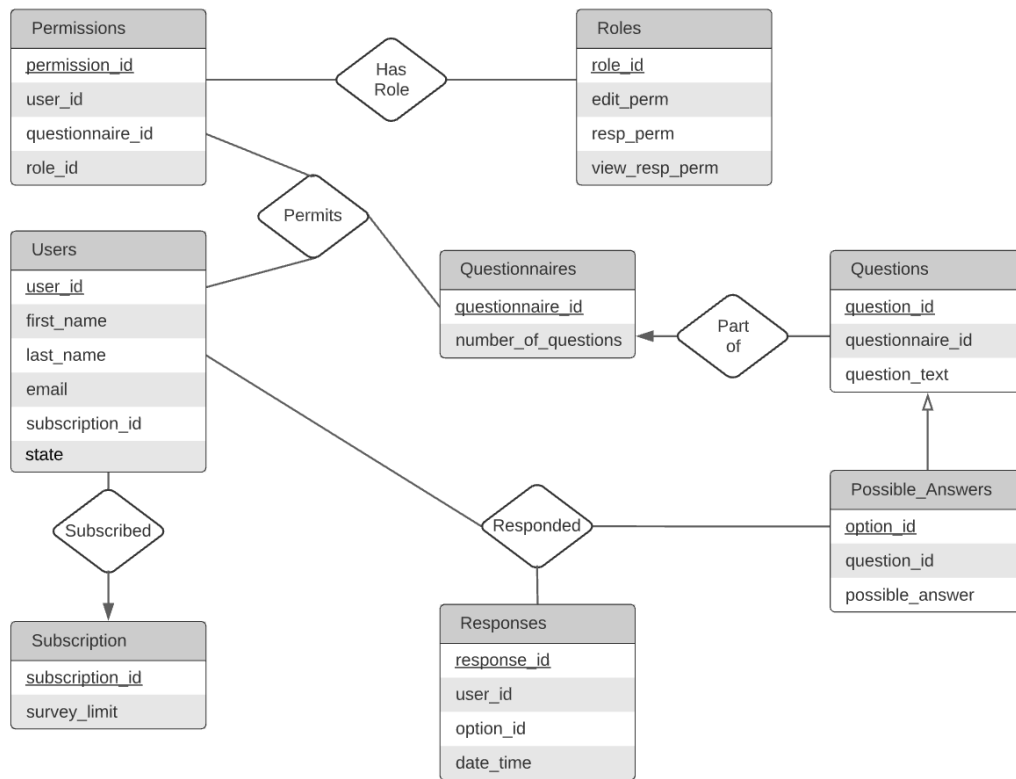 Permissions
permission_id
user_id
questionnaire_id
role_id
Has
Role
Roles
role_id
edit_perm
resp_perm
view_resp_perm
Permits
Users
user_id
first_name
last_name
email
subscription_id
state
Questionnaires
questionnaire_id
number_of_questions
Part
of
Questions
question_id
questionnaire_id
question_text
Subscribed
Responded
Possible_Answers
option_id
question_id
possible_answer
Subscription
subscription_id
survey_limit
Responses
response_id
user_id
option_id
date_time